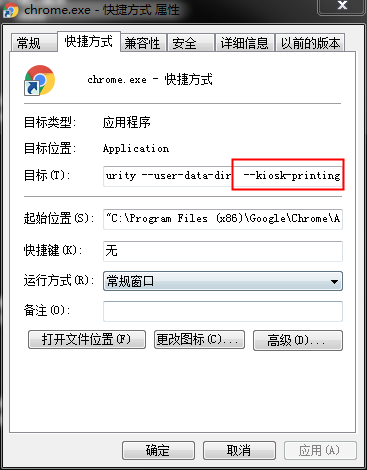 chrome.exe - 快捷方式 属性
常规 快捷方式 兼容性 安全 详细信息 以前的版本
chrome.exe - 快捷方式
目标类型: 应用程序
目标位置: Application
目标(T): urity --user-data-dir --kiosk-printing
起始位置(S): "C:\Program Files (x86)\Google\Chrome\A
快捷键(K): 无
运行方式(R): 常规窗口
备注(O):
打开文件位置(F) 更改图标(C)... 高级(D)...
确定 取消 应用(A)